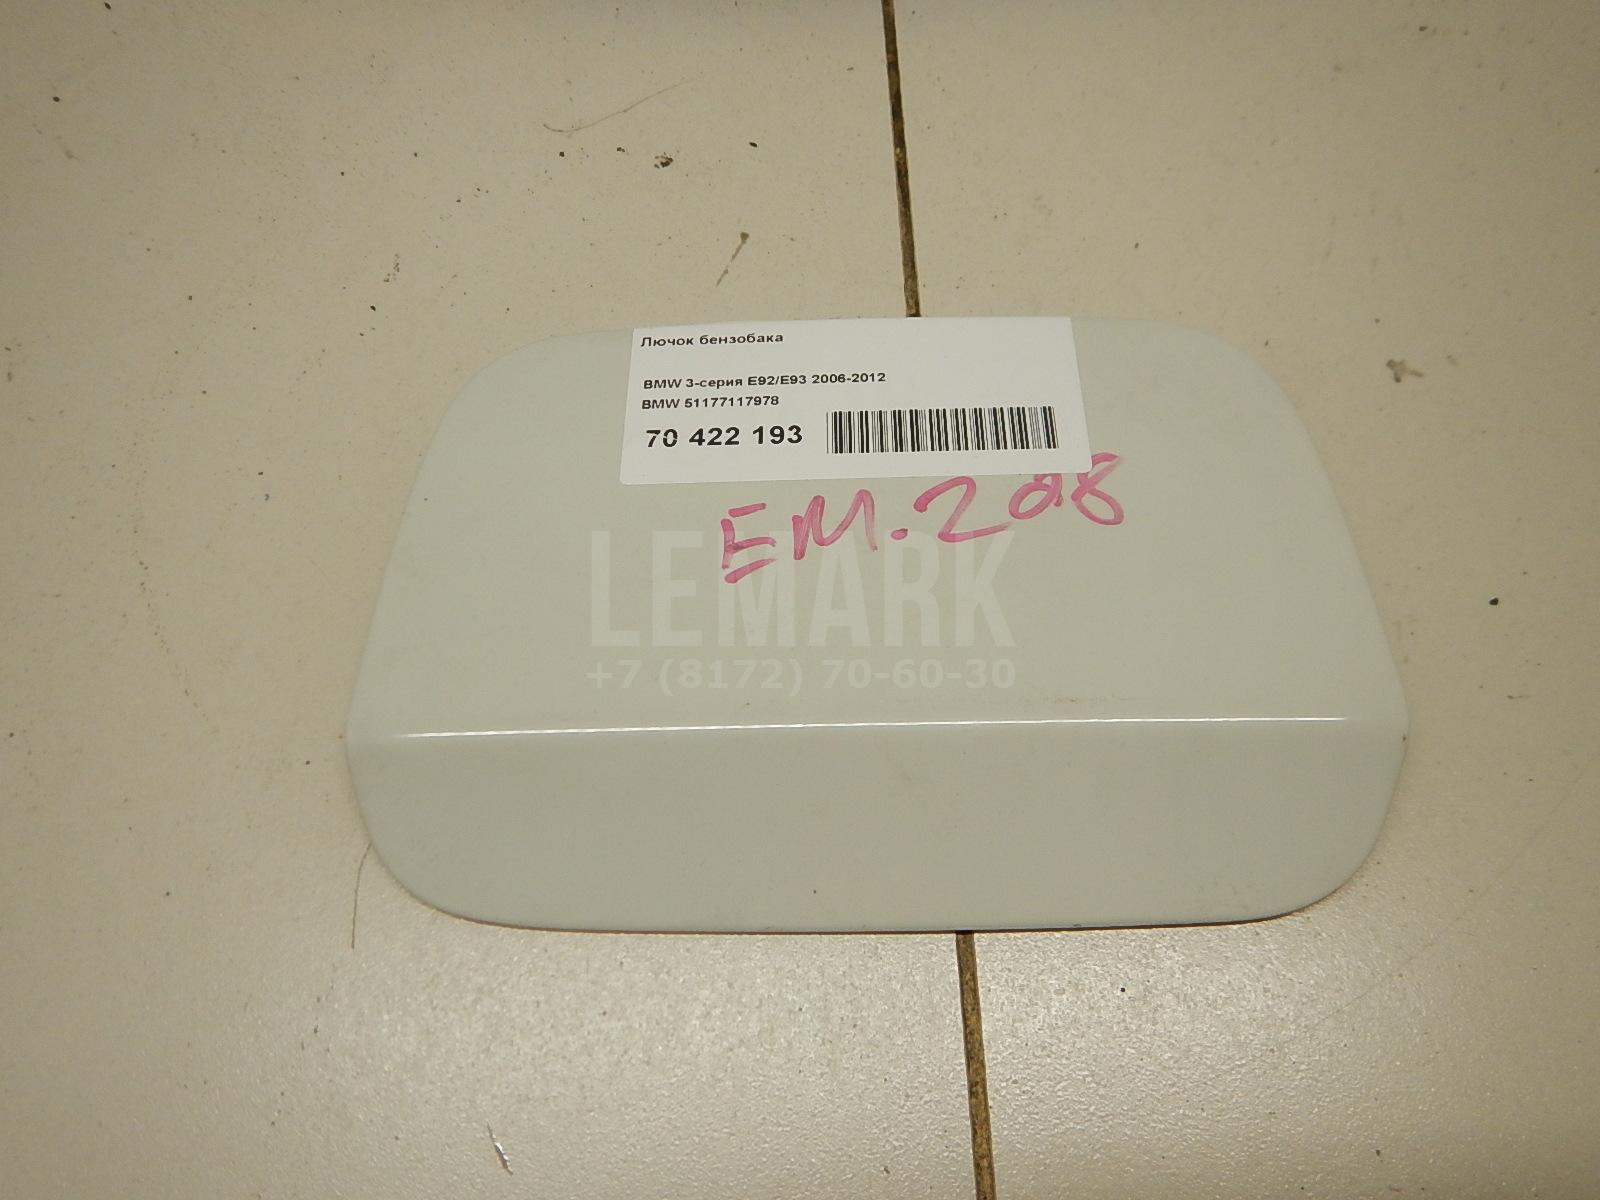 Лючок бензобака
BMW 3-серия E92/E93 2006-2012
BMW 51177117978
70 422 193
EM.208
LEMARK
+7 (8172) 70-60-30